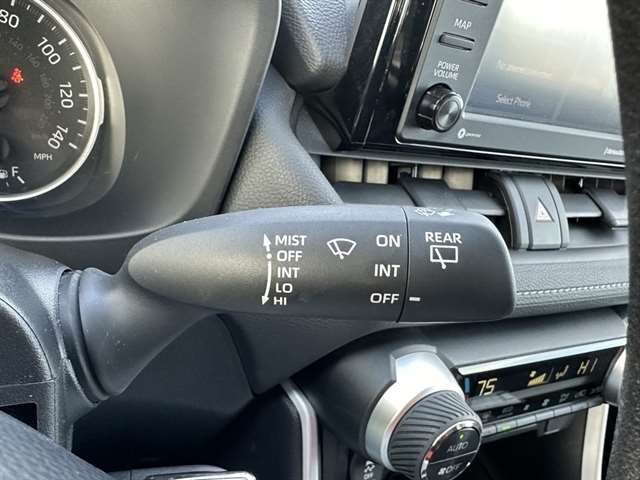 80
100
120
140
MPH
F
MAP
POWER
VOLUME
Select Phone
MIST
OFF
INT
LO
HI
ON
INT
OFF
REAR
75
HI
AUTO
OFF